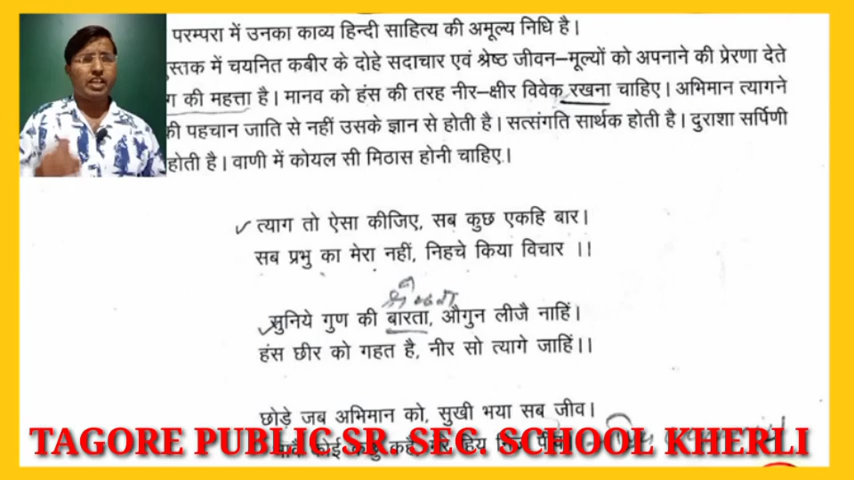 परम्परा में उनका काव्य हिन्दी साहित्य की अमूल्य निधि है।
स्तक में चयनित कबीर के दोहे सदाचार एवं श्रेष्ठ जीवन–मूल्यों को अपनाने की प्रेरणा देते
ग की महत्ता है। मानव को हंस की तरह नीर–क्षीर विवेक रखना चाहिए। अभिमान त्यागने
की पहचान जाति से नहीं उसके ज्ञान से होती है। सत्संगति सार्थक होती है। दुराशा सर्पिणी
होती है। वाणी में कोयल सी मिठास होनी चाहिए।
त्याग तो ऐसा कीजिए, सब कुछ एकहि बार।
सब प्रभु का मेरा नहीं, निहचे किया विचार ।।
सुनिये गुण की बारता, औगुन लीजै नाहिं।
हंस छीर को गहत है, नीर सो त्यागे जाहिं।।
छोड़े जब अभिमान को, सुखी भया सब जीव।
TAGORE PUBLIC SR. SEC. SCHOOL KHERLI